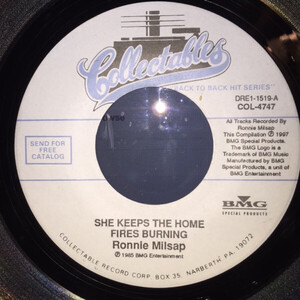 Collectables
BACK TO BACK HIT SERIES
DRE1-1519-A
COL-4747
SEND FOR
FREE
CATALOG
All Tracks Recorded By
Ronnie Milsap
This Compilation ℗ 1997
BMG Special Products.
The BMG Logo is a
Trademark of BMG Music
Manufactured by BMG
Special Products, a unit
of BMG Entertainment
BMG
SPECIAL PRODUCTS
SHE KEEPS THE HOME
FIRES BURNING
Ronnie Milsap
℗ 1985 BMG Entertainment
COLLECTABLE RECORD CORP. BOX 35 NARBERTH, PA. 19072